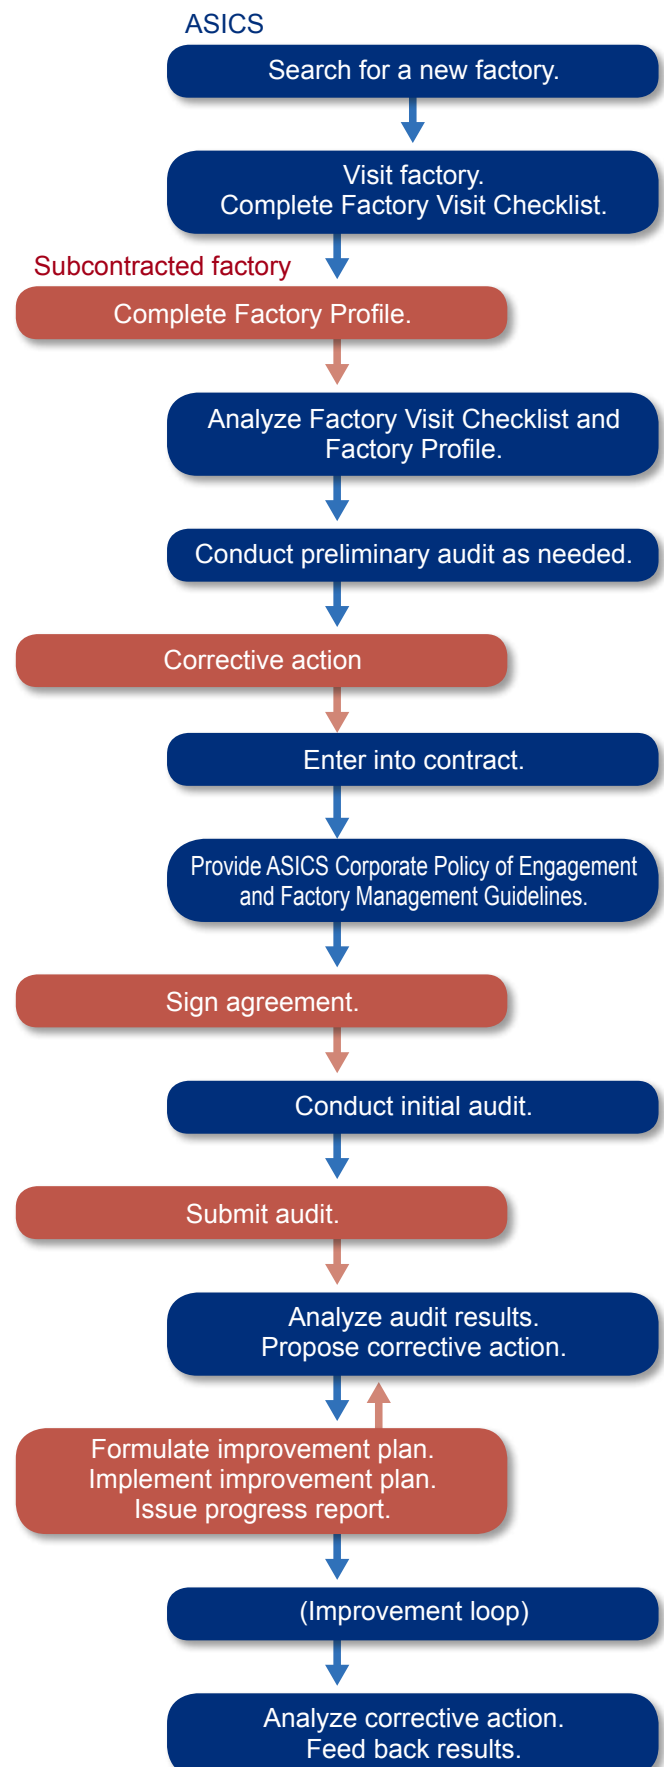 ASICS
Search for a new factory.
Visit factory.
Complete Factory Visit Checklist.
Subcontracted factory
Complete Factory Profile.
Analyze Factory Visit Checklist and
Factory Profile.
Conduct preliminary audit as needed.
Corrective action
Enter into contract.
Provide ASICS Corporate Policy of Engagement
and Factory Management Guidelines.
Sign agreement.
Conduct initial audit.
Submit audit.
Analyze audit results.
Propose corrective action.
Formulate improvement plan.
Implement improvement plan.
Issue progress report.
(Improvement loop)
Analyze corrective action.
Feed back results.